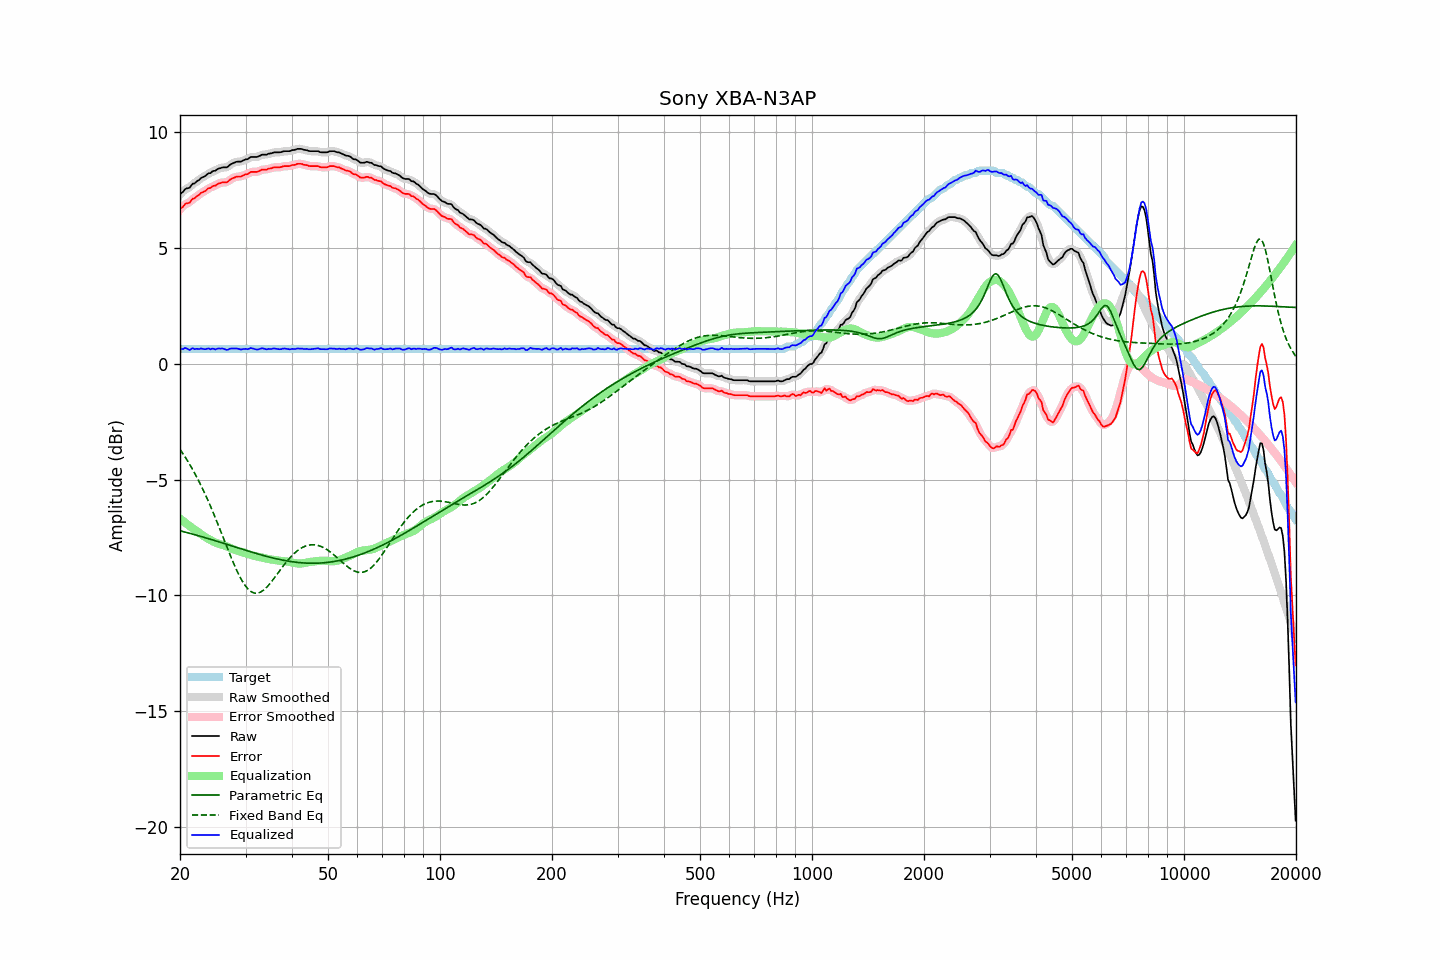 Sony XBA-N3AP
Amplitude (dBr)
10
5
0
−5
−10
−15
−20
Target
Raw Smoothed
Error Smoothed
Raw
Error
Equalization
Parametric Eq
Fixed Band Eq
Equalized
20 50 100 200 500 1000 2000 5000 10000 20000
Frequency (Hz)